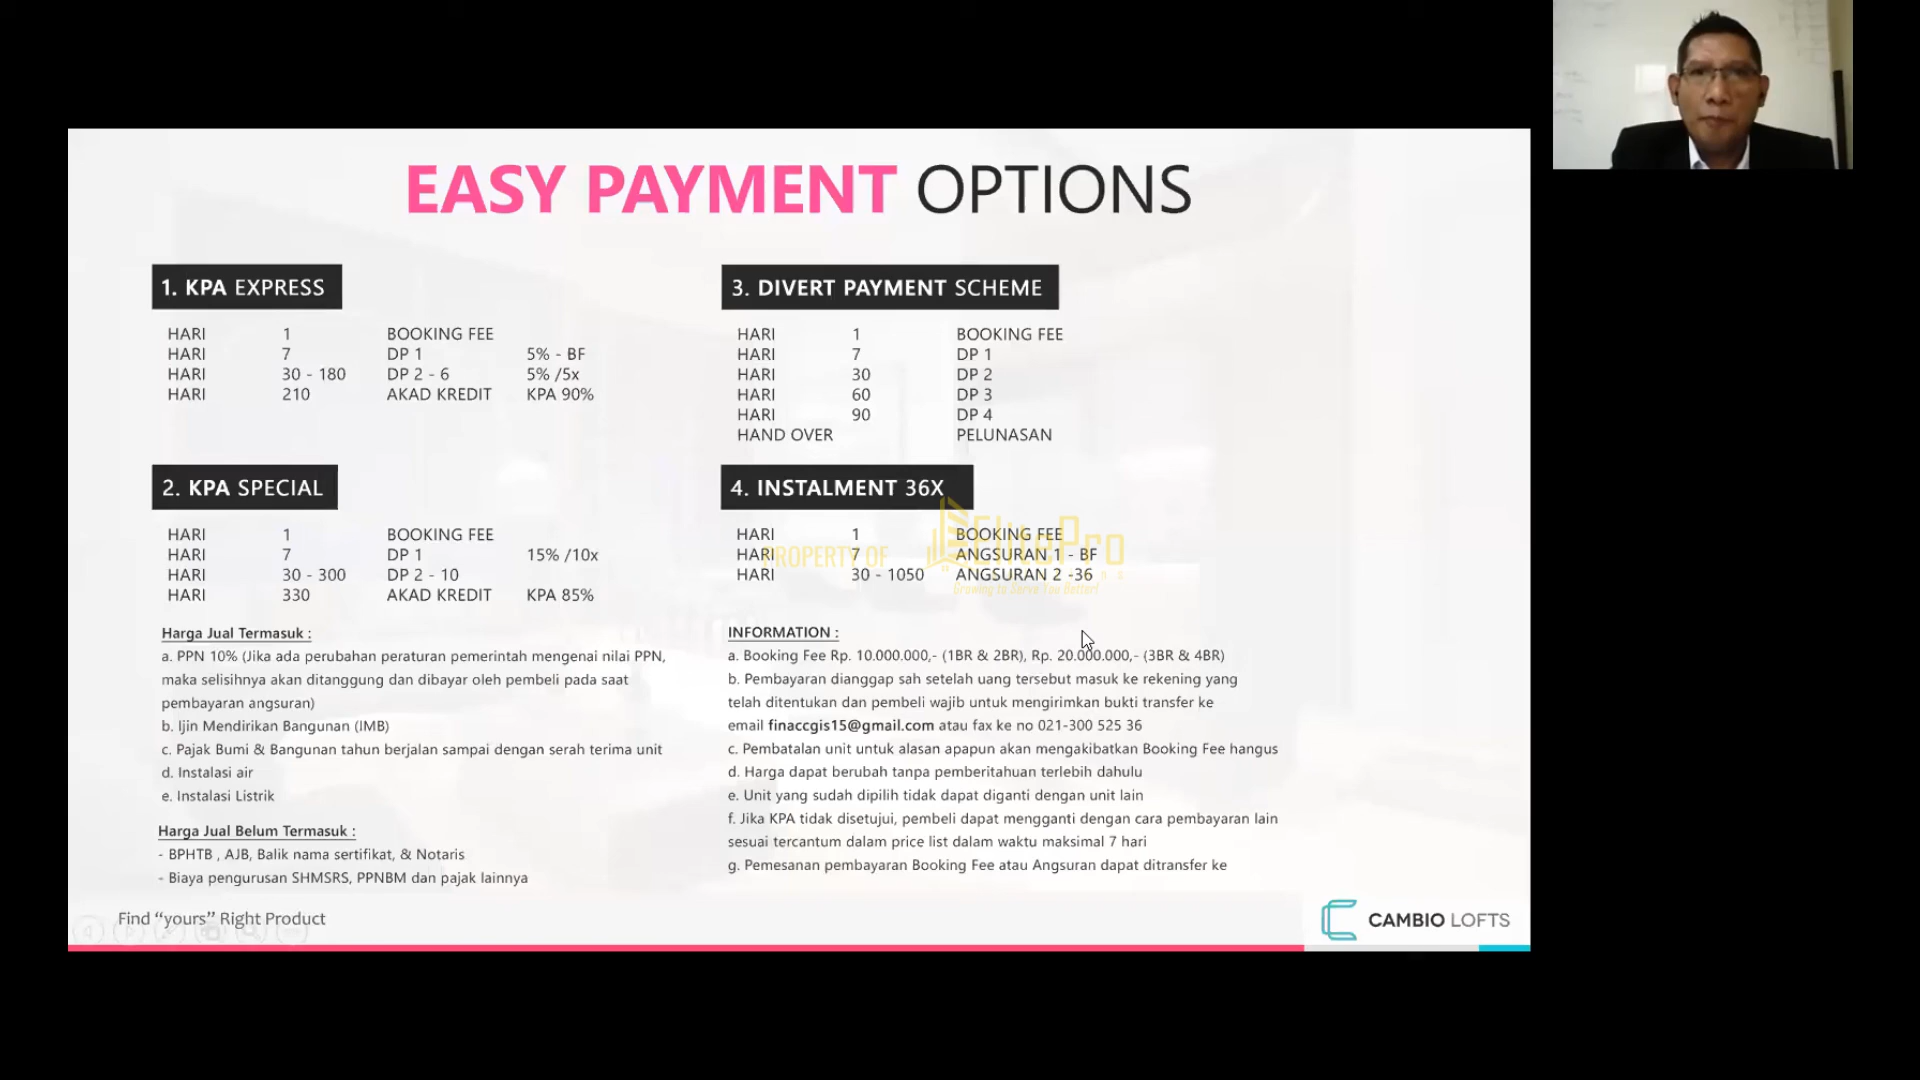 EASY PAYMENT OPTIONS
1. KPA EXPRESS
HARI 1 BOOKING FEE
HARI 7 DP 1 5% - BF
HARI 30 - 180 DP 2 - 6 5% /5x
HARI 210 AKAD KREDIT KPA 90%
2. KPA SPECIAL
HARI 1 BOOKING FEE
HARI 7 DP 1 15% /10x
HARI 30 - 300 DP 2 - 10
HARI 330 AKAD KREDIT KPA 85%
Harga Jual Termasuk :
a. PPN 10% (Jika ada perubahan peraturan pemerintah mengenai nilai PPN,
maka selisihnya akan ditanggung dan dibayar oleh pembeli pada saat
pembayaran angsuran)
b. Ijin Mendirikan Bangunan (IMB)
c. Pajak Bumi & Bangunan tahun berjalan sampai dengan serah terima unit
d. Instalasi air
e. Instalasi Listrik
Harga Jual Belum Termasuk :
- BPHTB , AJB, Balik nama sertifikat, & Notaris
- Biaya pengurusan SHMSRS, PPNBM dan pajak lainnya
3. DIVERT PAYMENT SCHEME
HARI 1 BOOKING FEE
HARI 7 DP 1
HARI 30 DP 2
HARI 60 DP 3
HARI 90 DP 4
HAND OVER PELUNASAN
4. INSTALMENT 36X
HARI 1 BOOKING FEE
HARI 7 ANGSURAN 1 - BF
HARI 30 - 1050 ANGSURAN 2 -36
PROPERTY OF
ElitePro
Growing to Serve You Better!
INFORMATION :
a. Booking Fee Rp. 10.000.000,- (1BR & 2BR), Rp. 20.000.000,- (3BR & 4BR)
b. Pembayaran dianggap sah setelah uang tersebut masuk ke rekening yang
telah ditentukan dan pembeli wajib untuk mengirimkan bukti transfer ke
email finaccgis15@gmail.com atau fax ke no 021-300 525 36
c. Pembatalan unit untuk alasan apapun akan mengakibatkan Booking Fee hangus
d. Harga dapat berubah tanpa pemberitahuan terlebih dahulu
e. Unit yang sudah dipilih tidak dapat diganti dengan unit lain
f. Jika KPA tidak disetujui, pembeli dapat mengganti dengan cara pembayaran lain
sesuai tercantum dalam price list dalam waktu maksimal 7 hari
g. Pemesanan pembayaran Booking Fee atau Angsuran dapat ditransfer ke
Find “yours” Right Product
CAMBIO LOFTS